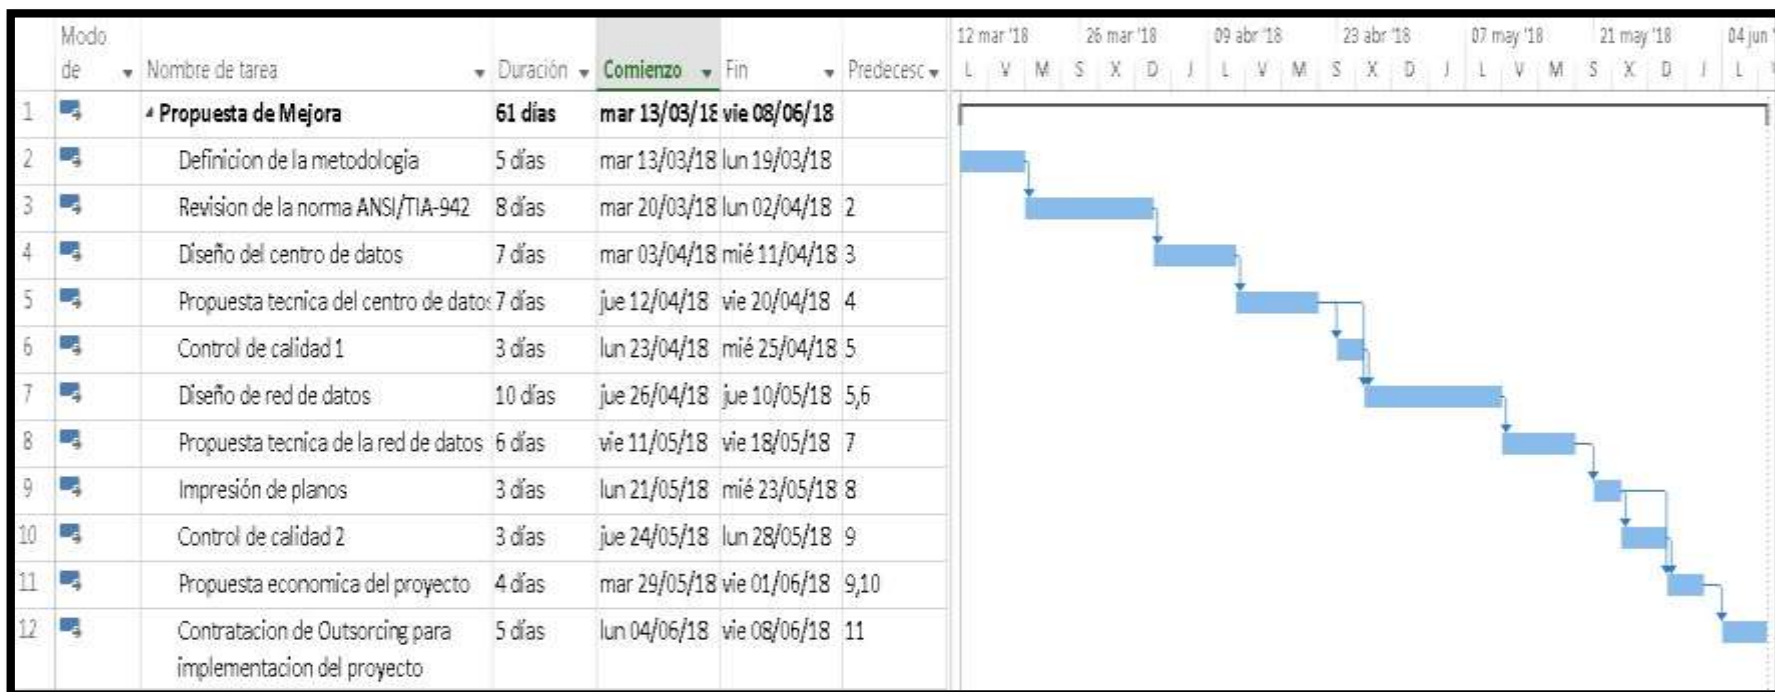 Modo de Nombre de tarea Duración Comienzo Fin Predecesc
12 mar '18 26 mar '18 09 abr '18 23 abr '18 07 may '18 21 may '18 04 jun '
L V M S X D J L V M S X D J L V M S X D J L V
1 Propuesta de Mejora 61 días mar 13/03/18 vie 08/06/18
2 Definicion de la metodologia 5 días mar 13/03/18 lun 19/03/18
3 Revision de la norma ANSI/TIA-942 8 días mar 20/03/18 lun 02/04/18 2
4 Diseño del centro de datos 7 días mar 03/04/18 mié 11/04/18 3
5 Propuesta tecnica del centro de datos 7 días jue 12/04/18 vie 20/04/18 4
6 Control de calidad 1 3 días lun 23/04/18 mié 25/04/18 5
7 Diseño de red de datos 10 días jue 26/04/18 jue 10/05/18 5,6
8 Propuesta tecnica de la red de datos 6 días vie 11/05/18 vie 18/05/18 7
9 Impresión de planos 3 días lun 21/05/18 mié 23/05/18 8
10 Control de calidad 2 3 días jue 24/05/18 lun 28/05/18 9
11 Propuesta economica del proyecto 4 días mar 29/05/18 vie 01/06/18 9,10
12 Contratacion de Outsorcing para 5 días lun 04/06/18 vie 08/06/18 11
implementacion del proyecto